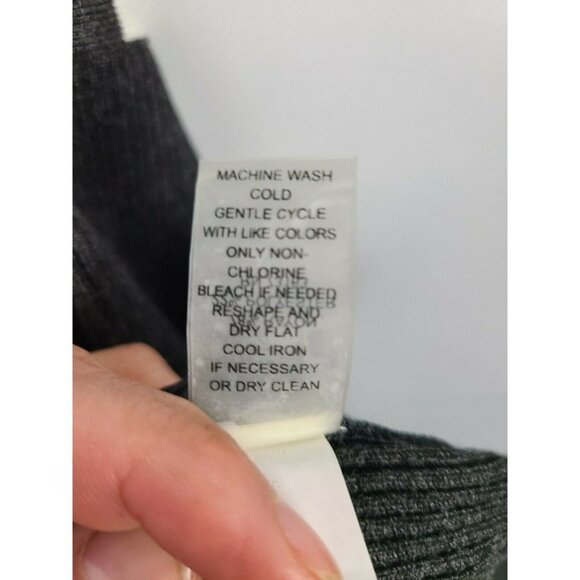 MACHINE WASH
COLD
GENTLE CYCLE
WITH LIKE COLORS
ONLY NON-
CHLORINE
BLEACH IF NEEDED
RESHAPE AND
DRY FLAT
COOL IRON
IF NECESSARY
OR DRY CLEAN